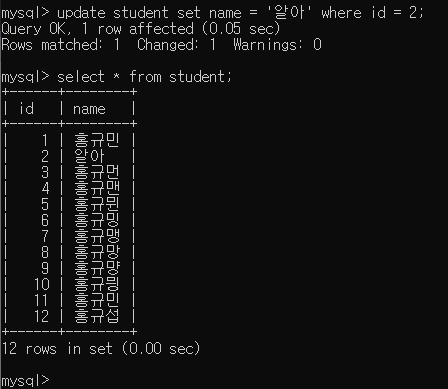 mysql> update student set name = '알아' where id = 2;
Query OK, 1 row affected (0.05 sec)
Rows matched: 1  Changed: 1  Warnings: 0
mysql> select * from student;
+------+--------+
| id   | name   |
+------+--------+
|    1 | 홍규민 |
|    2 | 알아   |
|    3 | 홍규먼 |
|    4 | 홍규맨 |
|    5 | 홍규뮌 |
|    6 | 홍규밍 |
|    7 | 홍규맹 |
|    8 | 홍규망 |
|    9 | 홍규먕 |
|   10 | 홍규믱 |
|   11 | 홍규민 |
|   12 | 홍규섭 |
+------+--------+
12 rows in set (0.00 sec)
mysql>